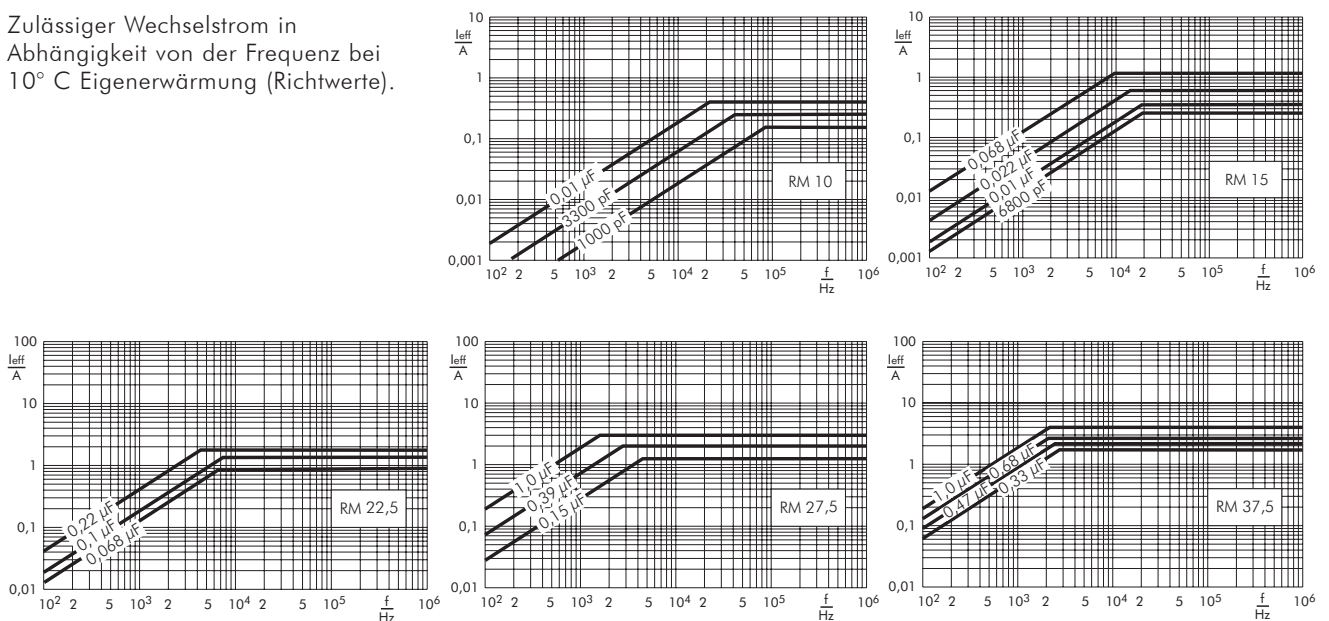 Zulässiger Wechselstrom in
Abhängigkeit von der Frequenz bei
10° C Eigenerwärmung (Richtwerte).
10
Ieff
A
1
0,1
0,01
0,001
0,01 µF
3300 pF
1000 pF
RM 10
10² 2 5 10³ 2 5 10⁴ 2 5 10⁵ f 10⁶
Hz
10
Ieff
A
1
0,1
0,01
0,001
0,068 µF
0,022 µF
0,01 µF
6800 pF
RM 15
10² 2 5 10³ 2 5 10⁴ 2 5 10⁵ f 10⁶
Hz
100
Ieff
A
10
1
0,1
0,01
0,22 µF
0,1 µF
0,068 µF
RM 22,5
10² 2 5 10³ 2 5 10⁴ 2 5 10⁵ f 10⁶
Hz
100
Ieff
A
10
1
0,1
0,01
1,0 µF
0,39 µF
0,15 µF
RM 27,5
10² 2 5 10³ 2 5 10⁴ 2 5 10⁵ f 10⁶
Hz
100
Ieff
A
10
1
0,1
0,01
1,0 µF
0,68 µF
0,47 µF
0,33 µF
RM 37,5
10² 2 5 10³ 2 5 10⁴ 2 5 10⁵ f 10⁶
Hz